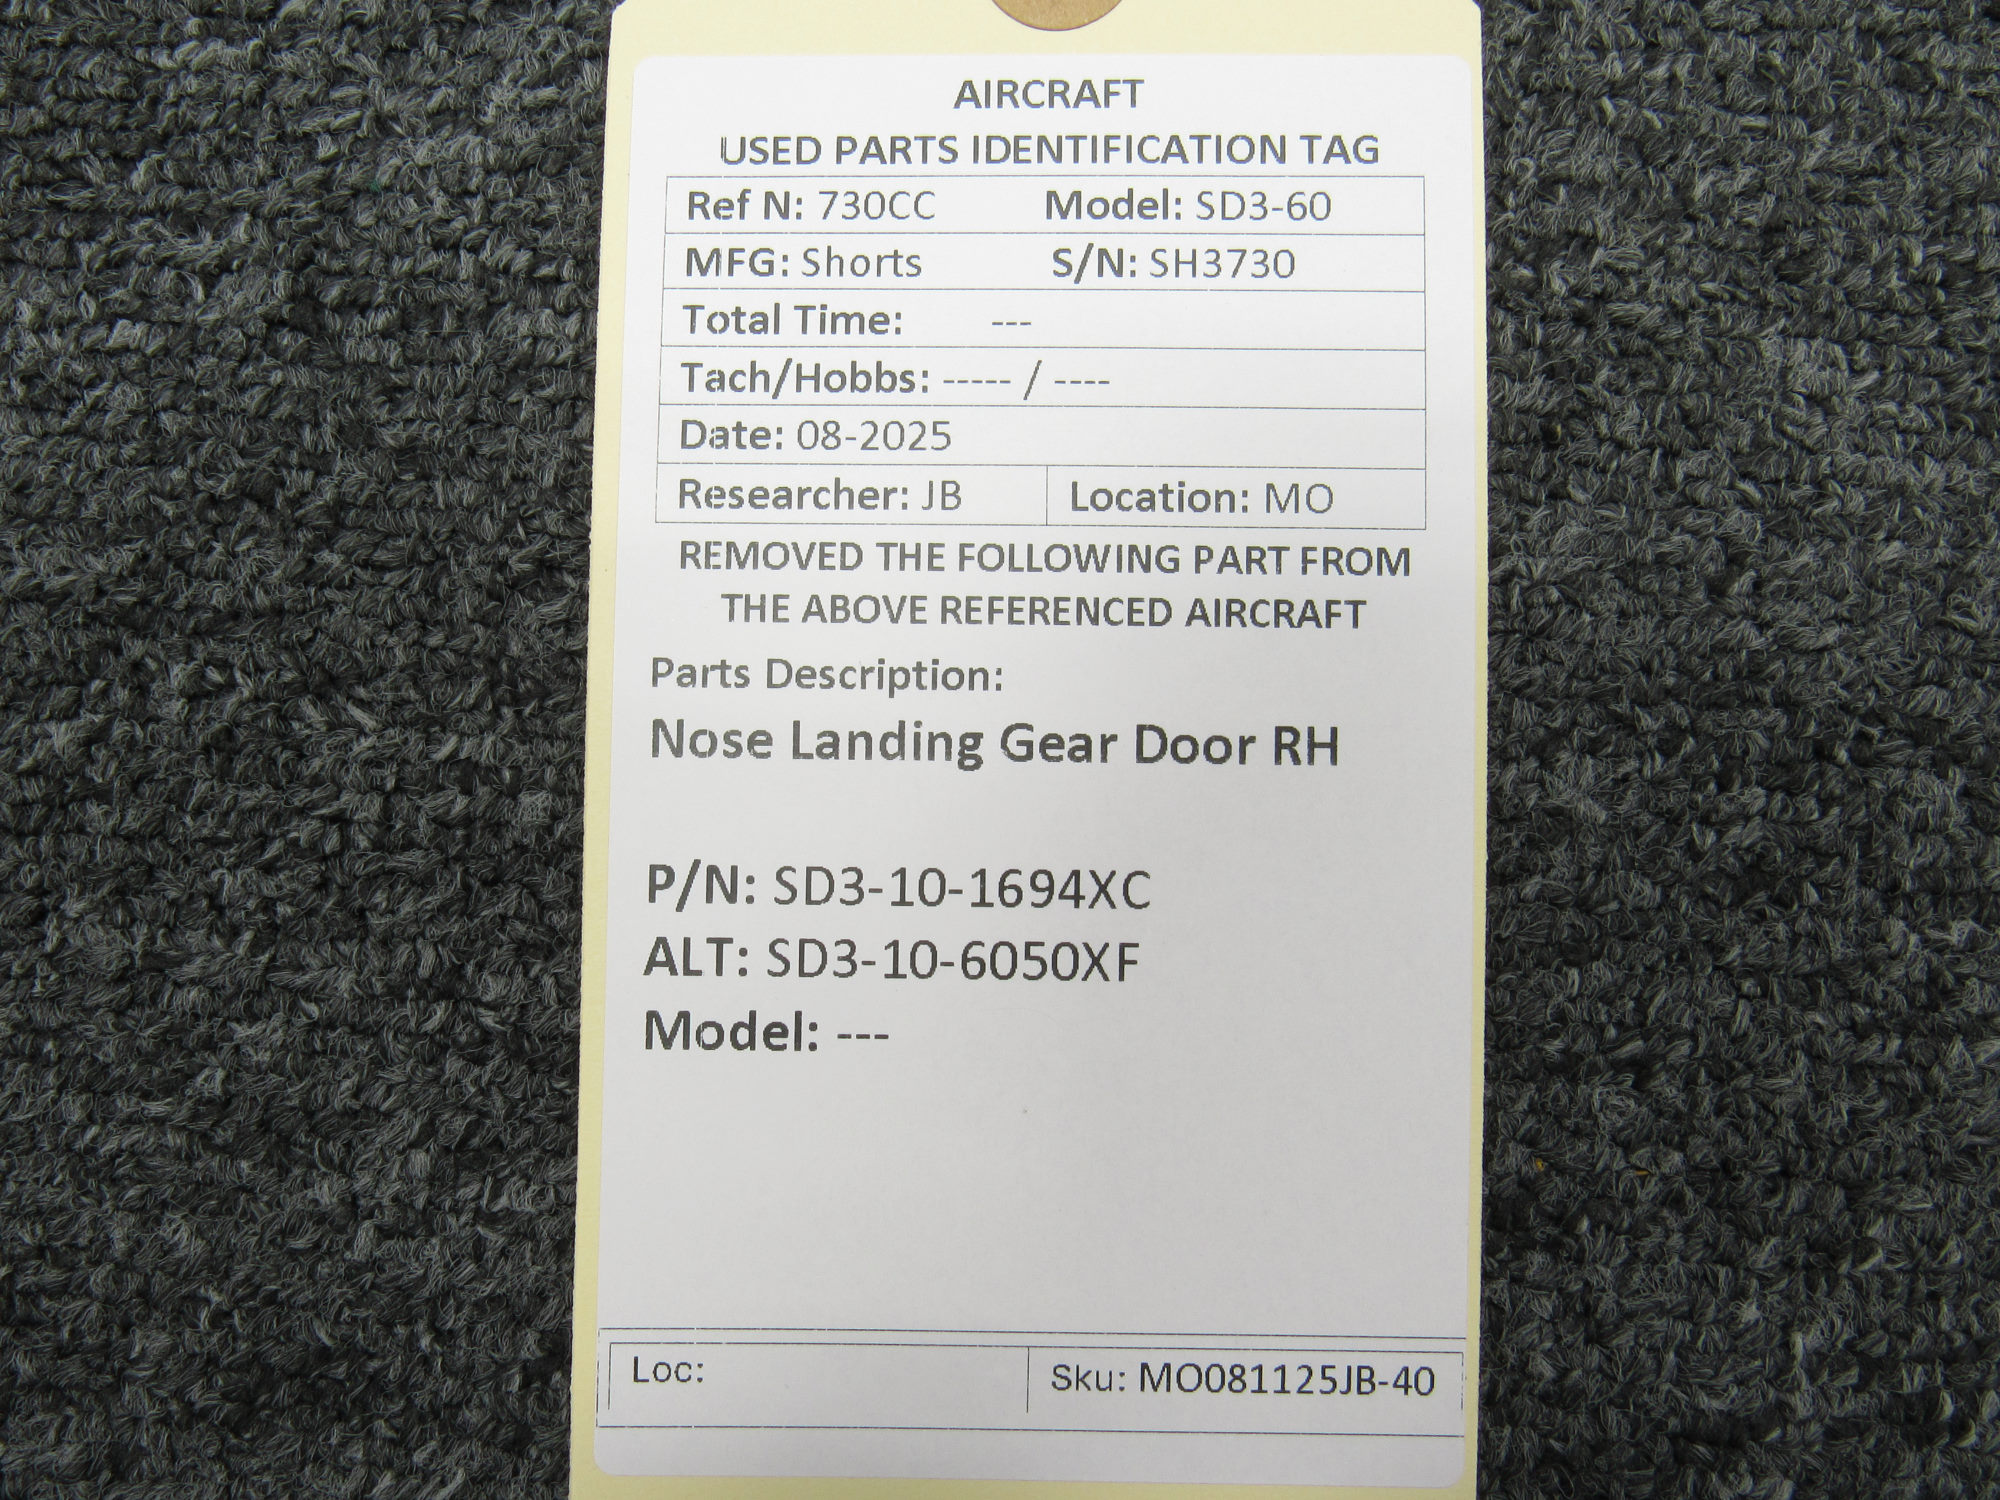 AIRCRAFT
USED PARTS IDENTIFICATION TAG
Ref N: 730CC Model: SD3-60
MFG: Shorts S/N: SH3730
Total Time: ---
Tach/Hobbs: ----- / ----
Date: 08-2025
Researcher: JB Location: MO
REMOVED THE FOLLOWING PART FROM
THE ABOVE REFERENCED AIRCRAFT
Parts Description:
Nose Landing Gear Door RH
P/N: SD3-10-1694XC
ALT: SD3-10-6050XF
Model: ---
Loc: Sku: MO081125JB-40